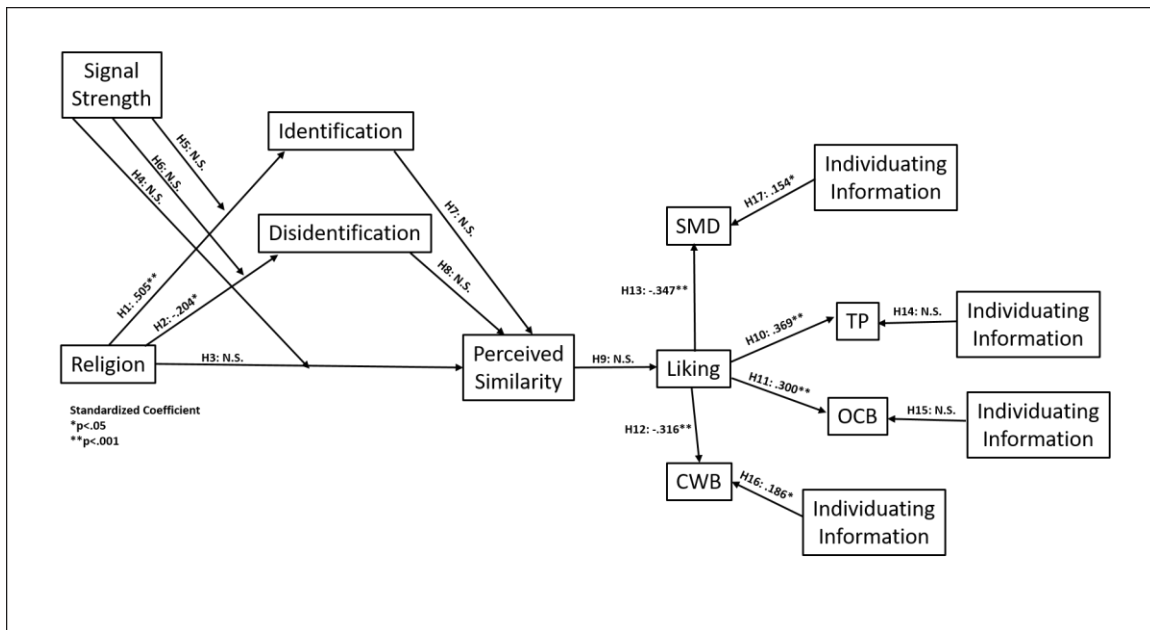 Signal
Strength
Identification
Disidentification
H5: N.S.
H6: N.S.
H4: N.S.
H7: N.S.
H8: N.S.
H1: .505**
H2: -.204*
Religion
H3: N.S.
Perceived
Similarity
H9: N.S.
Liking
Standardized Coefficient
*p<.05
**p<.001
Individuating
Information
H17: .154*
SMD
H13: -.347**
H10: .369**
TP
H14: N.S.
Individuating
Information
H11: .300**
OCB
H15: N.S.
Individuating
Information
H12: -.316**
CWB
H16: .186*
Individuating
Information